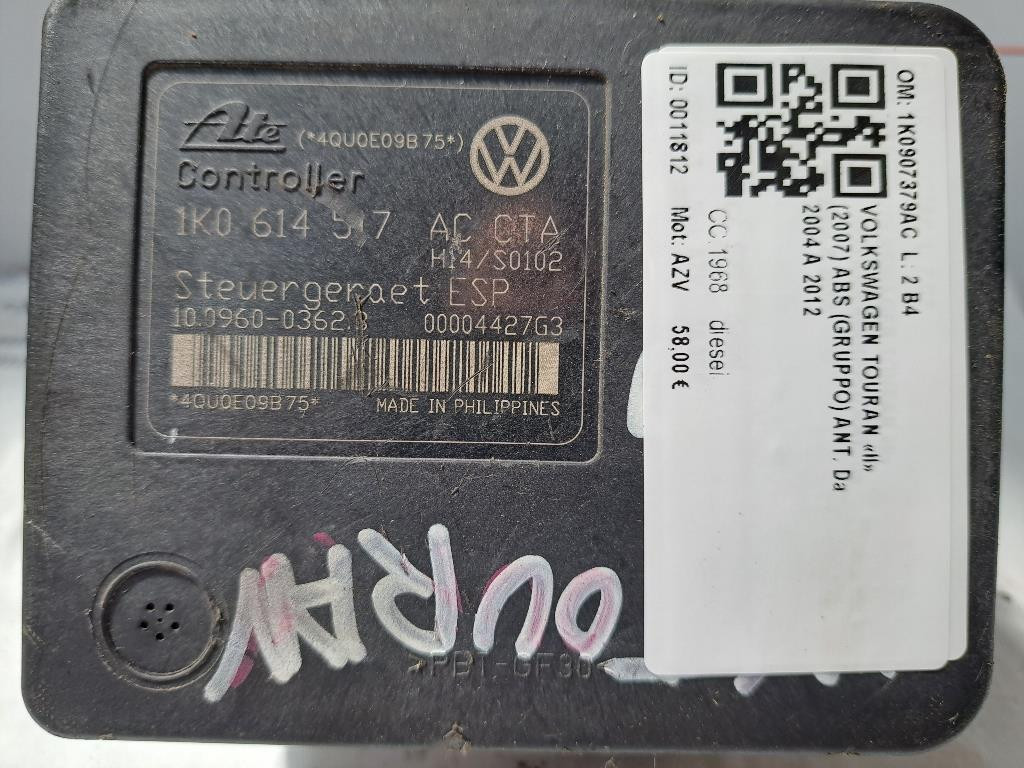 Ate (*4QU0E09B75*)
Controller
1K0 614 517 AC CTA
H14/S0102
Steuergeraet ESP
10.0960-0362.3 00004427G3
*4QU0E09B75*
MADE IN PHILIPPINES
>PBT-GF30<
OURAN
OM: 1K0907379AC L: 2 B4
VOLKSWAGEN TOURAN «II»
(2007) ABS (GRUPPO) ANT. Da
2004 A 2012
CC.1968 diesel
ID: 0011812 Mot: AZV 58,00 €